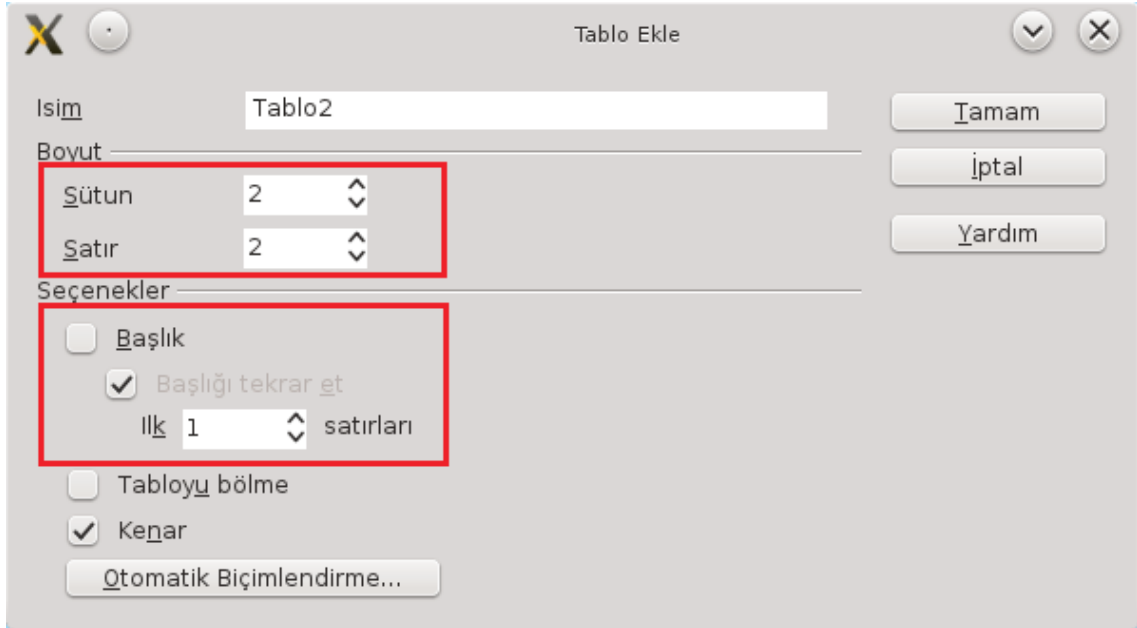 Tablo Ekle
Isim Tablo2 Tamam
Boyut İptal
Sütun 2
Satır 2 Yardım
Seçenekler
Başlık
Başlığı tekrar et
Ilk 1 satırları
Tabloyu bölme
Kenar
Otomatik Biçimlendirme...